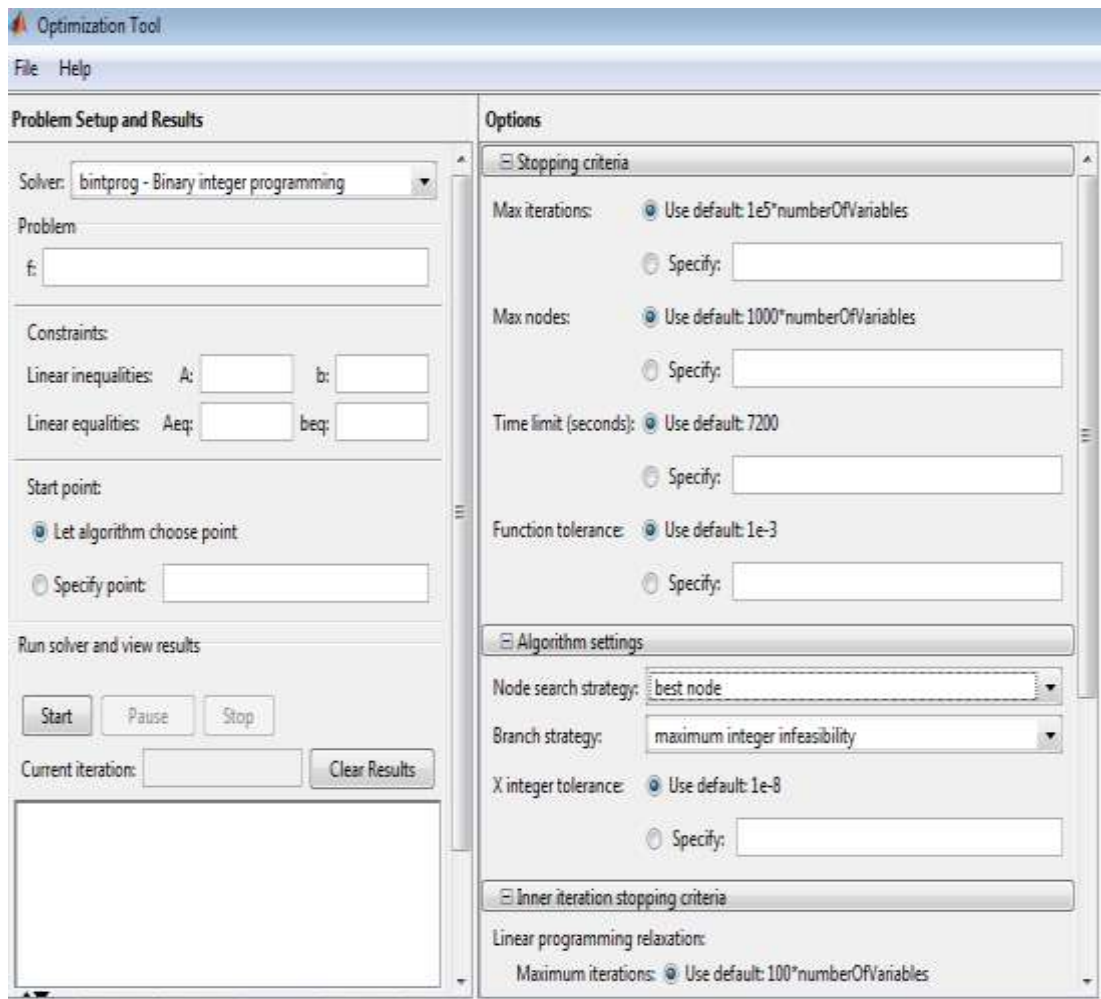 Optimization Tool
File Help
Problem Setup and Results
Solver: bintprog - Binary integer programming
Problem
f:
Constraints:
Linear inequalities: A: b:
Linear equalities: Aeq: beq:
Start point:
Let algorithm choose point
Specify point:
Run solver and view results
Start Pause Stop
Current iteration: Clear Results
Options
Stopping criteria
Max iterations: Use default: 1e5*numberOfVariables
Specify:
Max nodes: Use default: 1000*numberOfVariables
Specify:
Time limit (seconds): Use default: 7200
Specify:
Function tolerance: Use default: 1e-3
Specify:
Algorithm settings
Node search strategy: best node
Branch strategy: maximum integer infeasibility
X integer tolerance: Use default: 1e-8
Specify:
Inner iteration stopping criteria
Linear programming relaxation:
Maximum iterations: Use default: 100*numberOfVariables